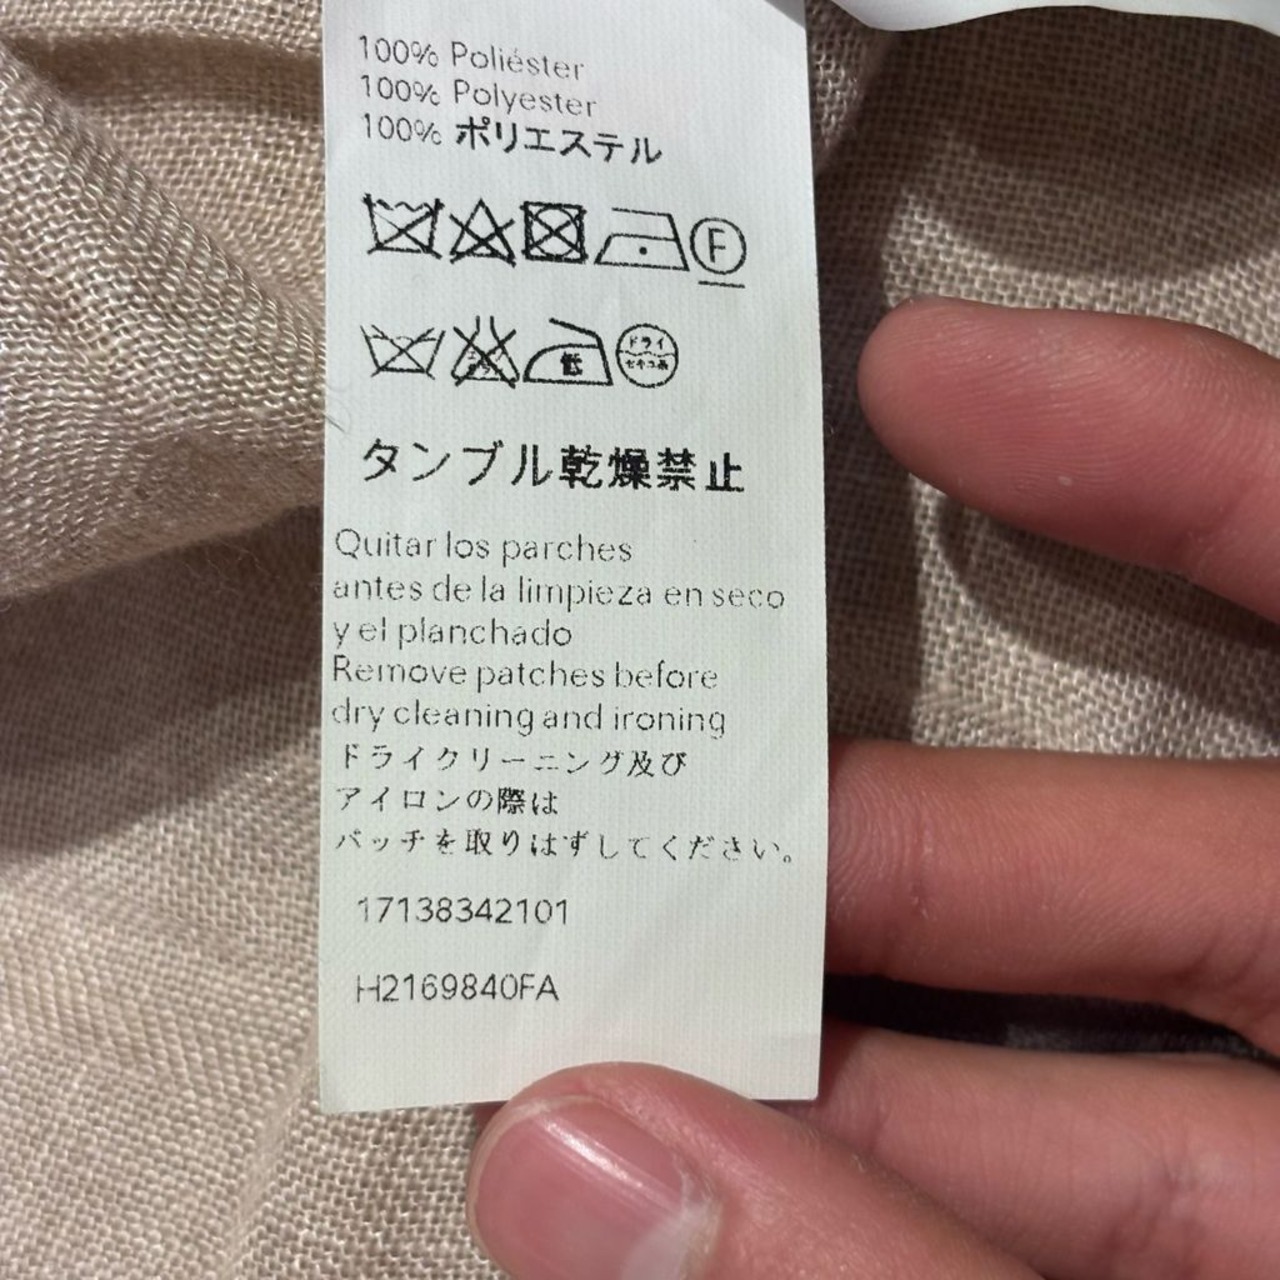 100% Poliéster
100% Polyester
100% ポリエステル
F
低 ドライ
セキユ系
タンブル乾燥禁止
Quitar los parches
antes de la limpieza en seco
y el planchado
Remove patches before
dry cleaning and ironing
ドライクリーニング及び
アイロンの際は
パッチを取りはずしてください。
17138342101
H2169840FA